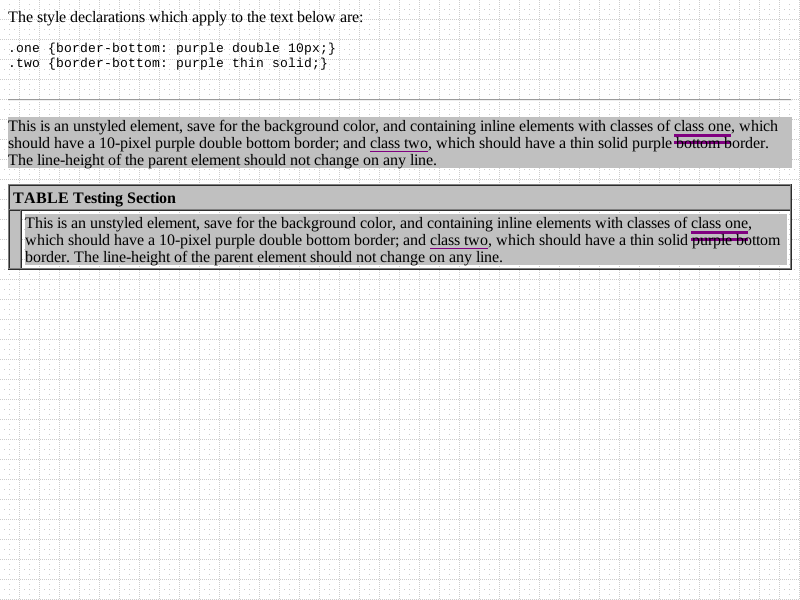 The style declarations which apply to the text below are:
.one {border-bottom: purple double 10px;}
.two {border-bottom: purple thin solid;}
This is an unstyled element, save for the background color, and containing inline elements with classes of class one, which
should have a 10-pixel purple double bottom border; and class two, which should have a thin solid purple bottom border.
The line-height of the parent element should not change on any line.
TABLE Testing Section
This is an unstyled element, save for the background color, and containing inline elements with classes of class one,
which should have a 10-pixel purple double bottom border; and class two, which should have a thin solid purple bottom
border. The line-height of the parent element should not change on any line.